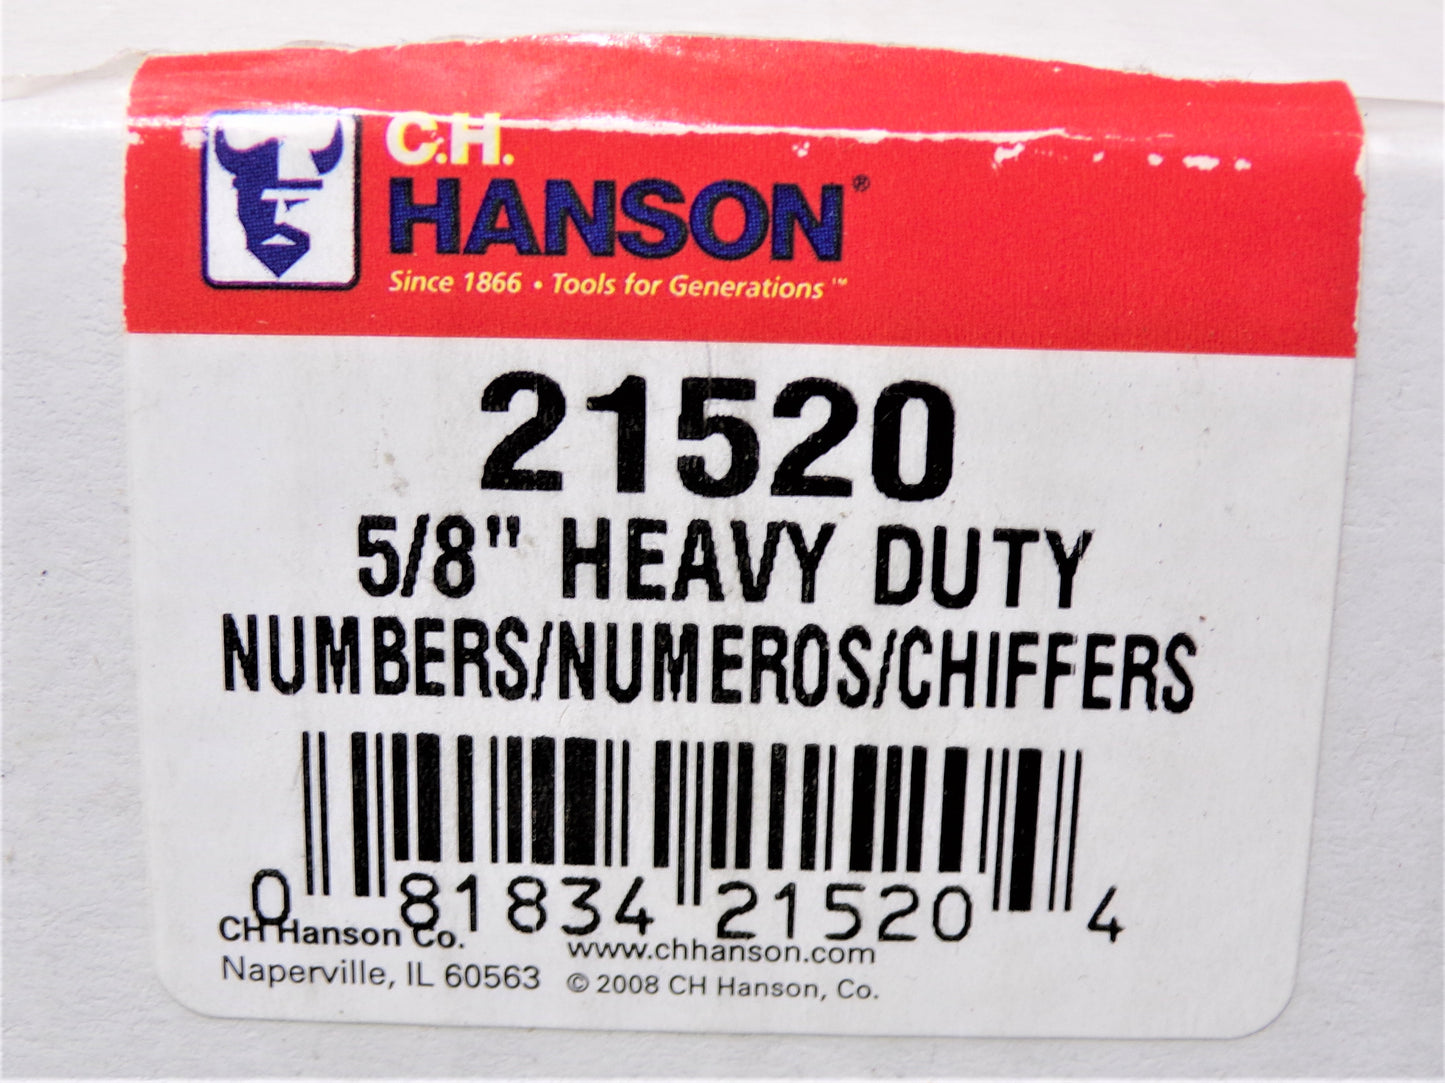 C.H.
HANSON®
Since 1866 • Tools for Generations™
21520
5/8" HEAVY DUTY
NUMBERS/NUMEROS/CHIFFERS
0 81834 21520 4
CH Hanson Co.
Naperville, IL 60563
www.chhanson.com
© 2008 CH Hanson, Co.